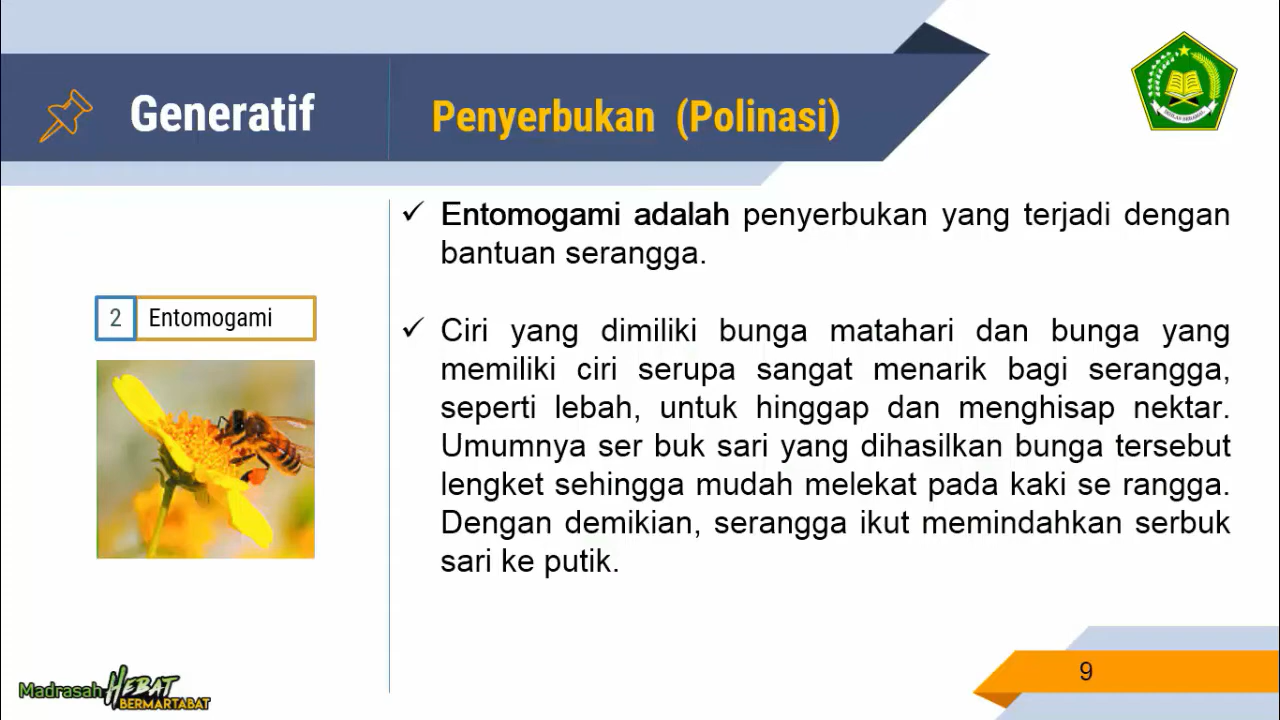 Generatif
Penyerbukan (Polinasi)
Entomogami adalah penyerbukan yang terjadi dengan
bantuan serangga.
2 Entomogami
Ciri yang dimiliki bunga matahari dan bunga yang
memiliki ciri serupa sangat menarik bagi serangga,
seperti lebah, untuk hinggap dan menghisap nektar.
Umumnya ser buk sari yang dihasilkan bunga tersebut
lengket sehingga mudah melekat pada kaki se rangga.
Dengan demikian, serangga ikut memindahkan serbuk
sari ke putik.
Madrasah HEBAT
BERMARTABAT
9